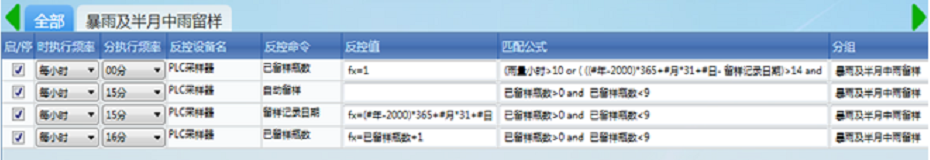 全部 暴雨及半月中雨留样
启/停 时执行频率 分执行频率 反控设备名 反控命令 反控值 匹配公式 分组
每小时 00分 PLC采样器 已留样瓶数 fx=1 (雨量小时>10 or ( ((#年-2000)*365+#月*31+#日- 留样记录日期)>14 and 暴雨及半月中雨留样
每小时 15分 PLC采样器 自动留样 已留样瓶数>0 and 已留样瓶数<9 暴雨及半月中雨留样
每小时 15分 PLC采样器 留样记录日期 fx=(#年-2000)*365+#月*31+#日 已留样瓶数>0 and 已留样瓶数<9 暴雨及半月中雨留样
每小时 16分 PLC采样器 已留样瓶数 fx=已留样瓶数+1 已留样瓶数>0 and 已留样瓶数<9 暴雨及半月中雨留样